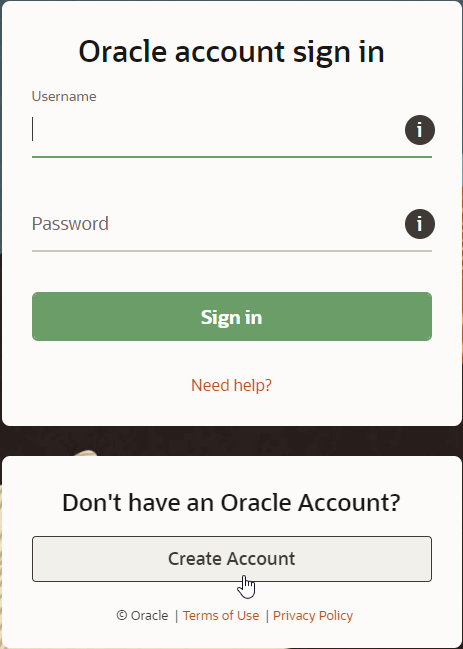 Oracle account sign in
Username
i
Password
i
Sign in
Need help?
Don't have an Oracle Account?
Create Account
© Oracle | Terms of Use | Privacy Policy